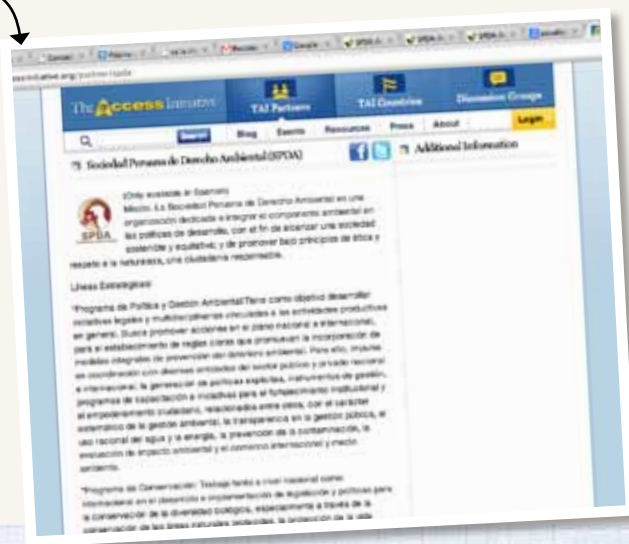 The Access Initiative
TAI Partners
TAI Countries
Discussion Groups
Search
Blog
Events
Resources
Press
About
Login
Sociedad Peruana de Derecho Ambiental (SPDA)
Additional Information
SPDA
(Only available in Spanish)
Misión: La Sociedad Peruana de Derecho Ambiental es una
organización dedicada a integrar el componente ambiental en
las políticas de desarrollo, con el fin de alcanzar una sociedad
sostenible y equitativa; y de promover bajo principios de ética y
respeto a la naturaleza, una ciudadanía responsable.
Líneas Estratégicas:
*Programa de Política y Gestión Ambiental:Tiene como objetivo desarrollar
iniciativas legales y multidisciplinarias vinculadas a las actividades productivas
en general. Busca promover acciones en el plano nacional e internacional,
para el establecimiento de reglas claras que promuevan la incorporación de
medidas integrales de prevención del deterioro ambiental. Para ello, impulsa
en coordinación con diversas entidades del sector público y privado nacional
e internacional, la generación de políticas explícitas, instrumentos de gestión,
programas de capacitación e iniciativas para el fortalecimiento institucional y
el empoderamiento ciudadano, relacionados entre otros, con el carácter
sistemático de la gestión ambiental, la transparencia en la gestión pública, el
uso racional del agua y la energía, la prevención de la contaminación, la
evaluación de impacto ambiental y el comercio internacional y medio
ambiente.
*Programa de Conservación: Trabaja tanto a nivel nacional como
internacional en el desarrollo e implementación de legislación y políticas para
la conservación de la diversidad biológica, especialmente a través de la
conservación de las áreas naturales protegidas, la protección de la vida